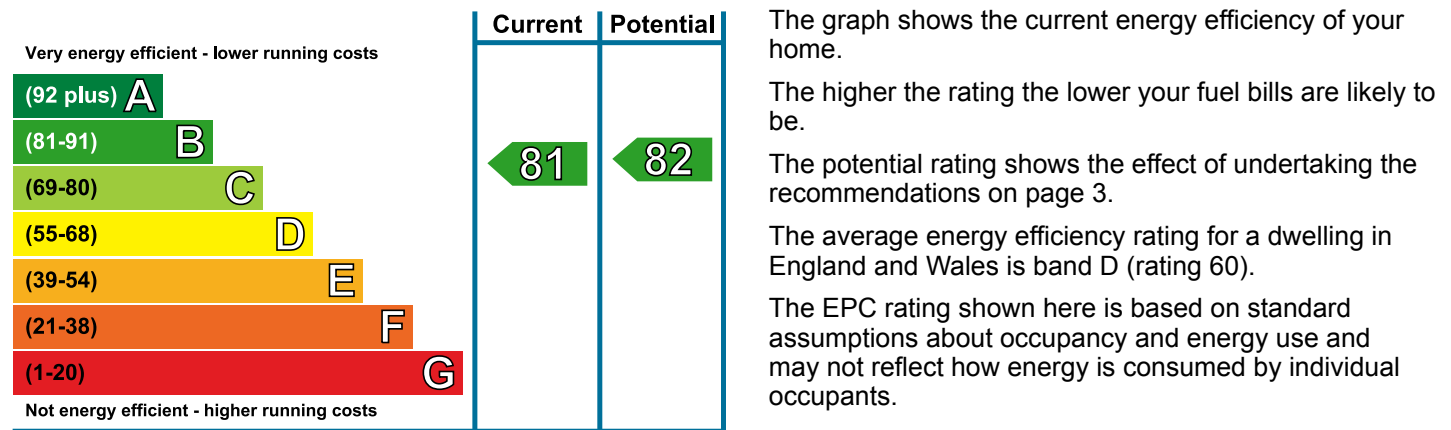 Current Potential
Very energy efficient - lower running costs
(92 plus) A
(81-91) B
(69-80) C
(55-68) D
(39-54) E
(21-38) F
(1-20) G
Not energy efficient - higher running costs
81
82
The graph shows the current energy efficiency of your
home.
The higher the rating the lower your fuel bills are likely to
be.
The potential rating shows the effect of undertaking the
recommendations on page 3.
The average energy efficiency rating for a dwelling in
England and Wales is band D (rating 60).
The EPC rating shown here is based on standard
assumptions about occupancy and energy use and
may not reflect how energy is consumed by individual
occupants.